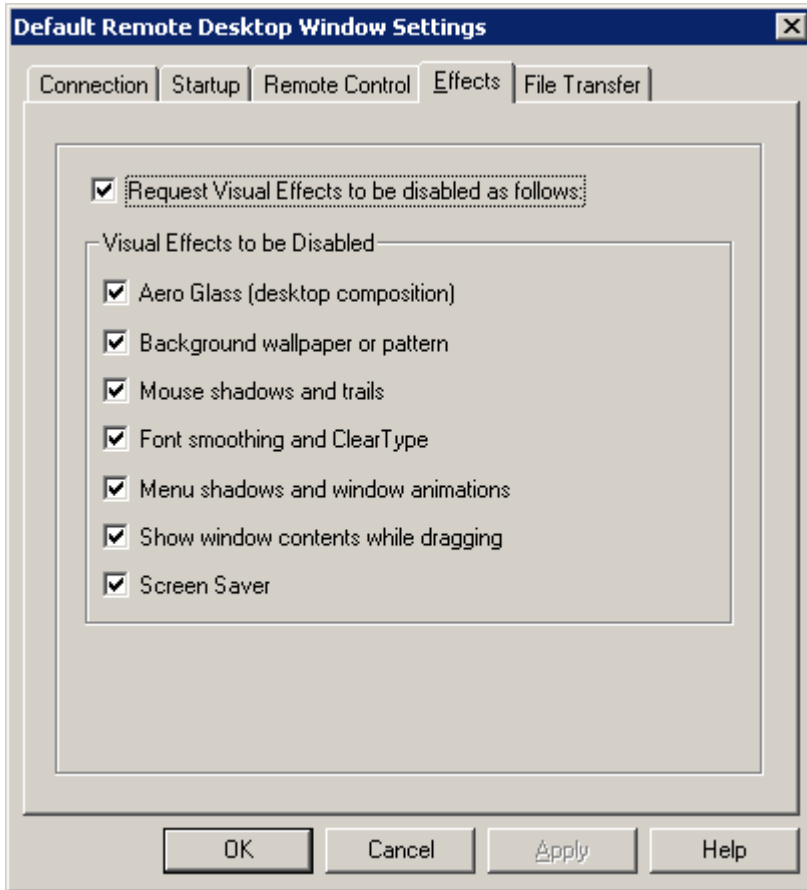 Default Remote Desktop Window Settings
Connection Startup Remote Control Effects File Transfer
Request Visual Effects to be disabled as follows:
Visual Effects to be Disabled
Aero Glass (desktop composition)
Background wallpaper or pattern
Mouse shadows and trails
Font smoothing and ClearType
Menu shadows and window animations
Show window contents while dragging
Screen Saver
OK Cancel Apply Help